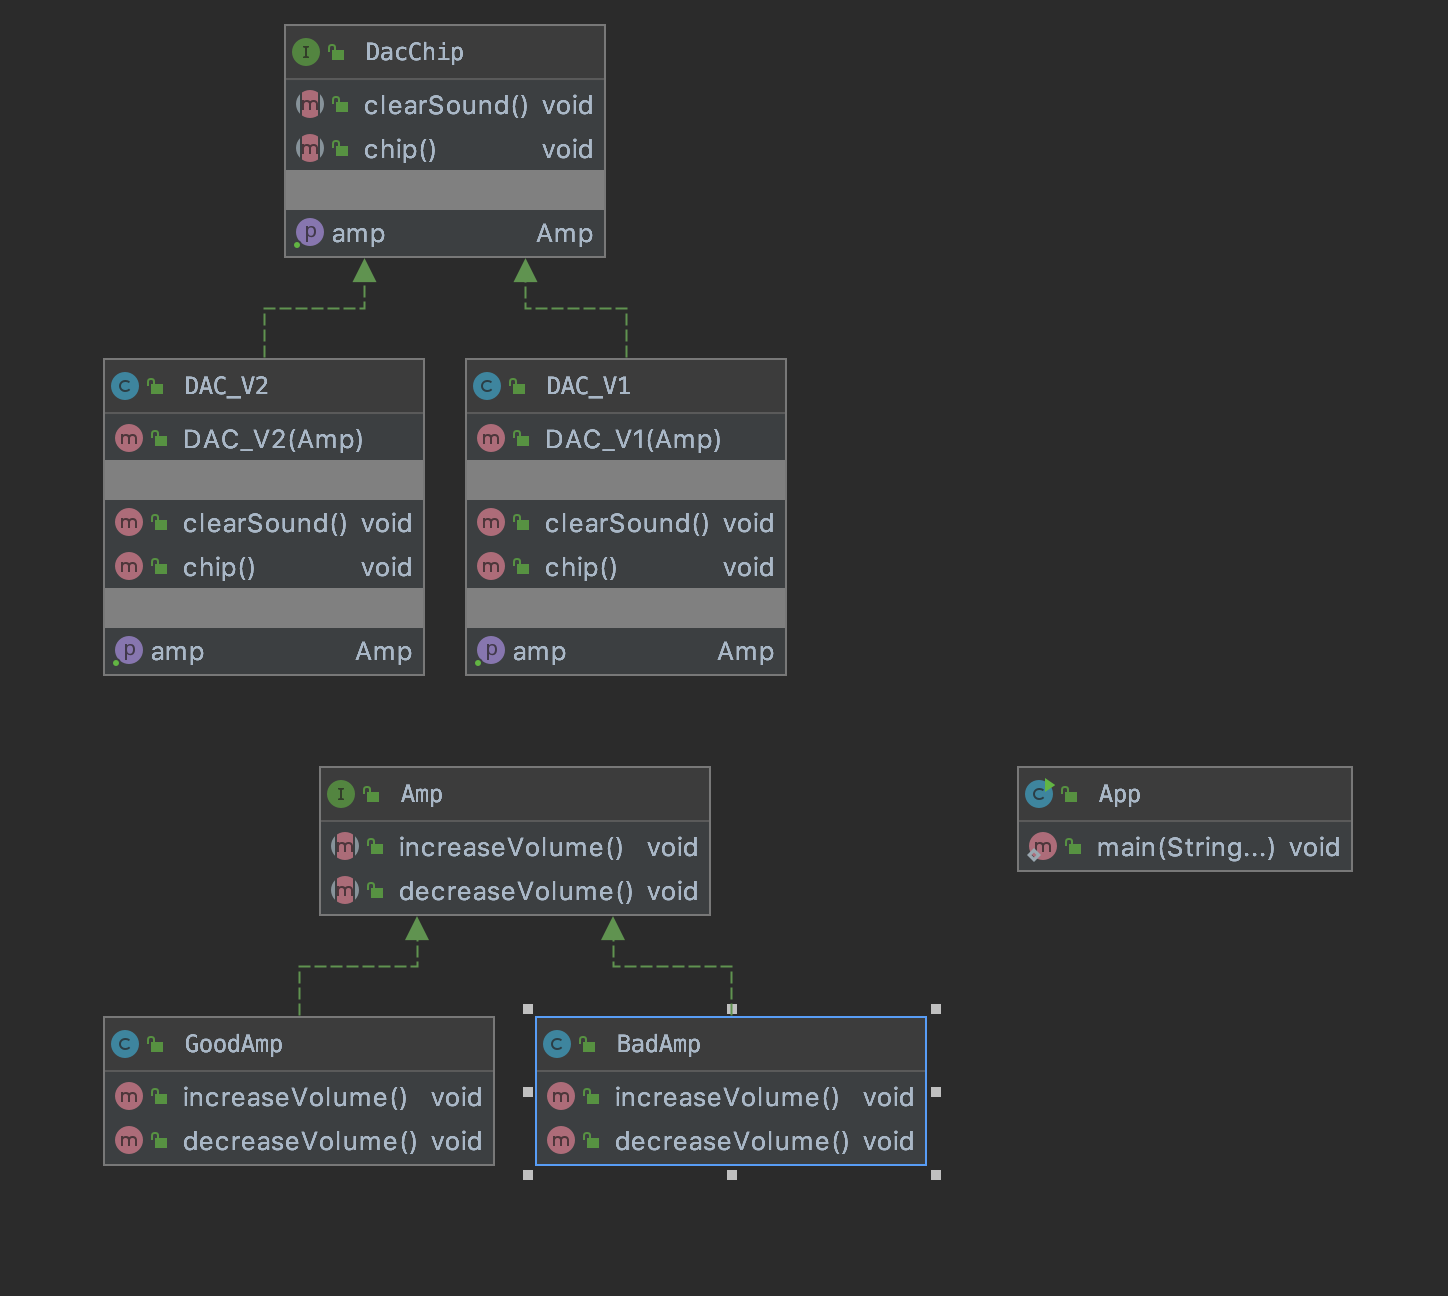 I DacChip
m clearSound() void
m chip() void
p amp Amp
C DAC_V2
m DAC_V2(Amp)
m clearSound() void
m chip() void
p amp Amp
C DAC_V1
m DAC_V1(Amp)
m clearSound() void
m chip() void
p amp Amp
I Amp
m increaseVolume() void
m decreaseVolume() void
C App
m main(String...) void
C GoodAmp
m increaseVolume() void
m decreaseVolume() void
C BadAmp
m increaseVolume() void
m decreaseVolume() void